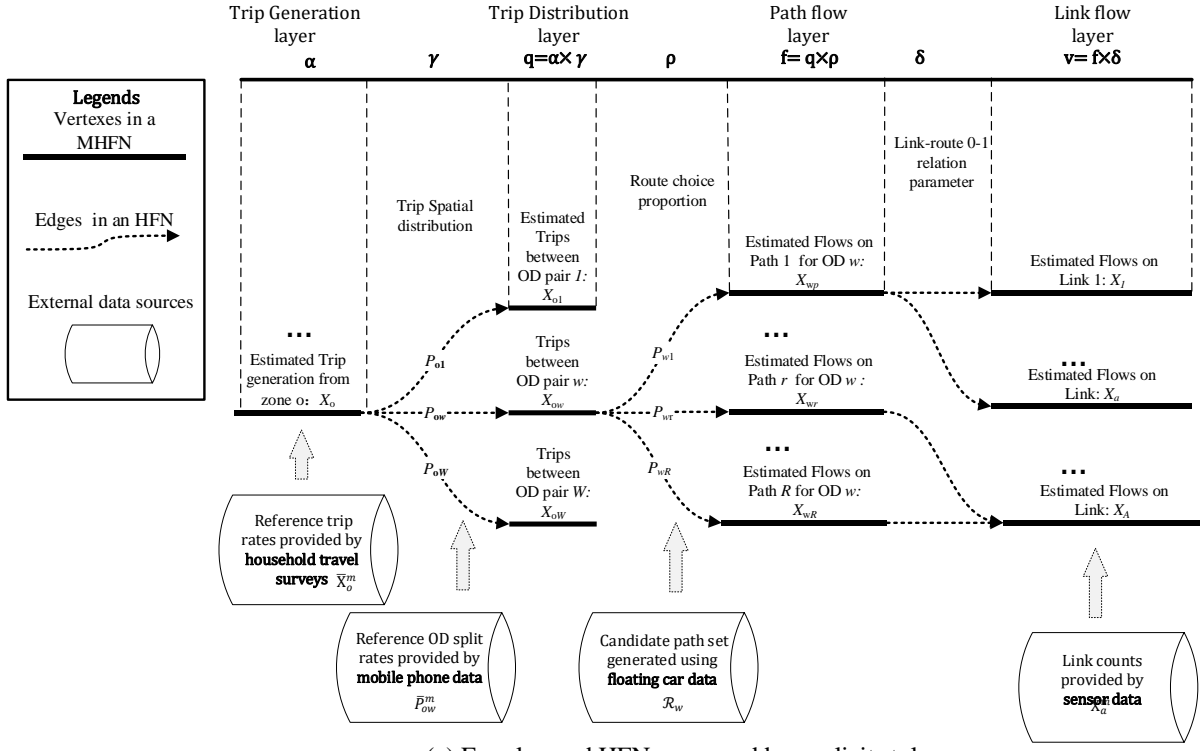 Trip Generation
layer
α
γ
Trip Distribution
layer
q=α× γ
ρ
Path flow
layer
f= q×ρ
δ
Link flow
layer
v= f×δ
Legends
Vertexes in a
MHFN
Edges in an HFN
External data sources
Trip Spatial
distribution
Route choice
proportion
Link-route 0-1
relation
parameter
...
Estimated Trip
generation from
zone o: Xo
Po1
Pow
PoW
Estimated
Trips
between
OD pair 1:
Xo1
Trips
between
OD pair w:
Xow
Trips
between
OD pair W:
XoW
Pw1
Pwr
PwR
Estimated Flows on
Path 1 for OD w:
Xwp
...
Estimated Flows on
Path r for OD w :
Xwr
...
Estimated Flows on
Path R for OD w:
XwR
Estimated Flows on
Link 1: X1
...
Estimated Flows on
Link: Xa
...
Estimated Flows on
Link: XA
Reference trip
rates provided by
household travel
surveys X̄ₒᵐ
Reference OD split
rates provided by
mobile phone data
P̄ₒwᵐ
Candidate path set
generated using
floating car data
ℛw
Link counts
provided by
sensor data